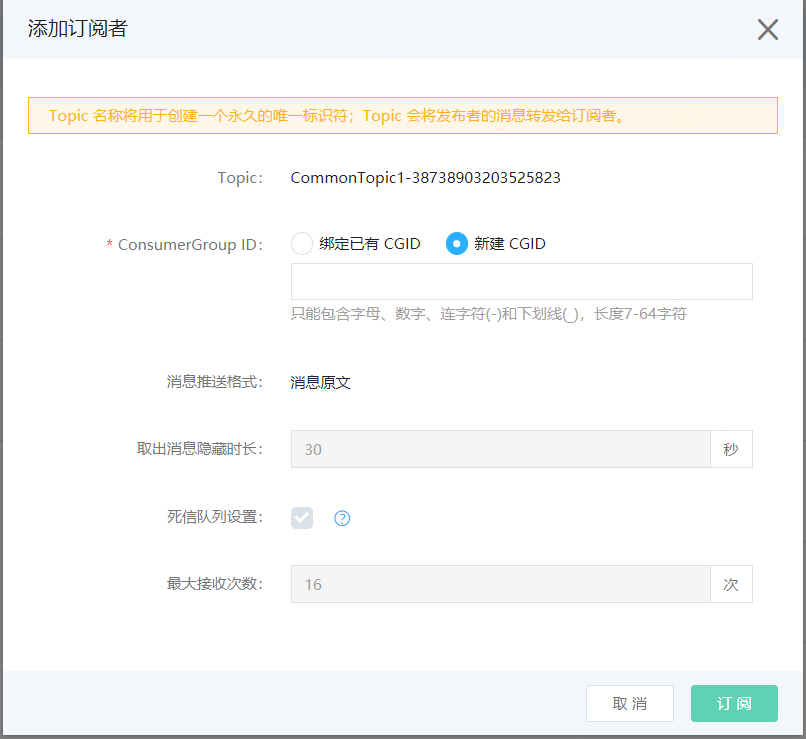 添加订阅者
Topic 名称将用于创建一个永久的唯一标识符；Topic 会将发布者的消息转发给订阅者。
Topic： CommonTopic1-38738903203525823
* ConsumerGroup ID： 绑定已有 CGID 新建 CGID
只能包含字母、数字、连字符(-)和下划线(_)，长度7-64字符
消息推送格式： 消息原文
取出消息隐藏时长： 30 秒
死信队列设置： ?
最大接收次数： 16 次
取 消 订 阅